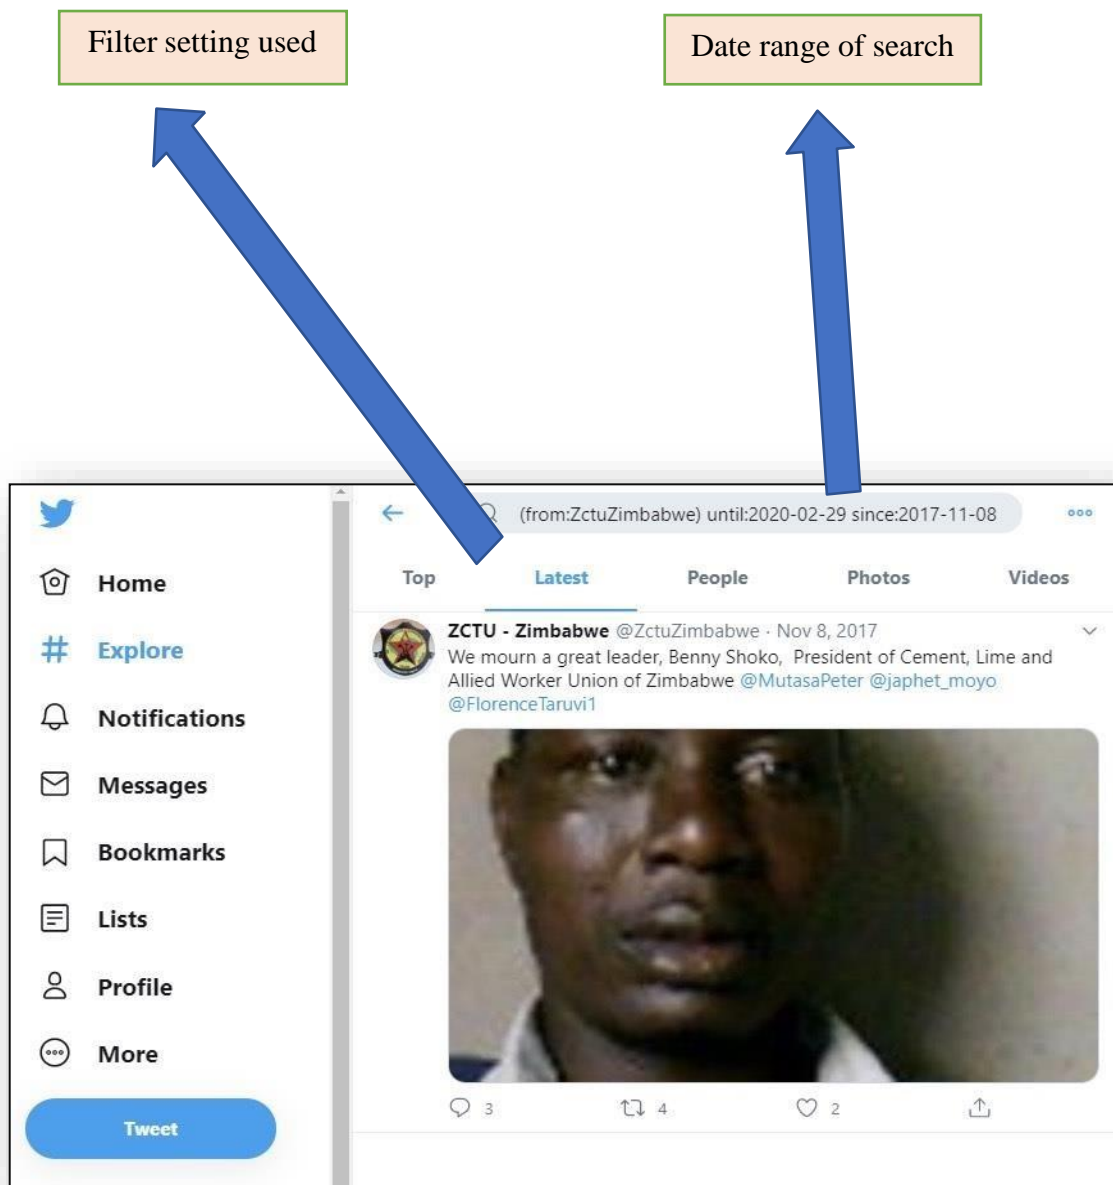 Filter setting used
Date range of search
(from:ZctuZimbabwe) until:2020-02-29 since:2017-11-08
Home
Explore
Notifications
Messages
Bookmarks
Lists
Profile
More
Tweet
Top Latest People Photos Videos
ZCTU - Zimbabwe @ZctuZimbabwe · Nov 8, 2017
We mourn a great leader, Benny Shoko, President of Cement, Lime and
Allied Worker Union of Zimbabwe @MutasaPeter @japhet_moyo
@FlorenceTaruvi1
3 4 2